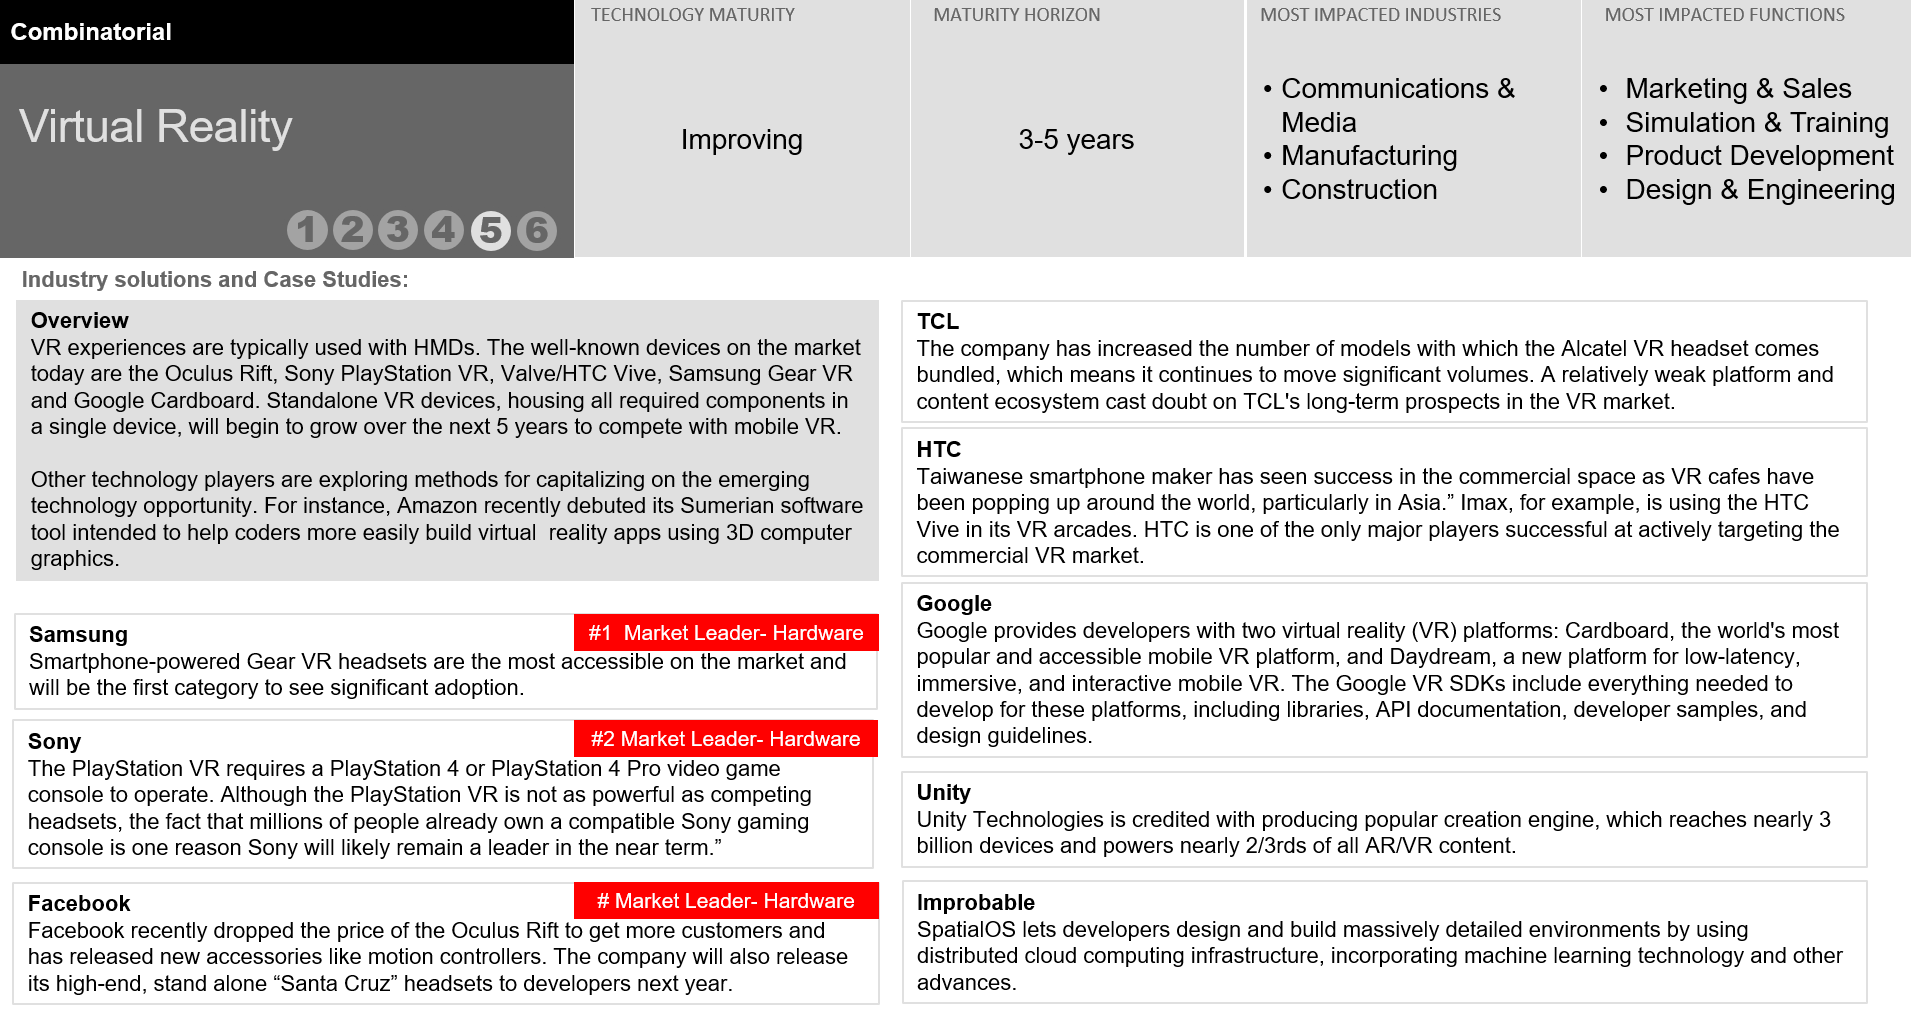 Combinatorial
Virtual Reality
1 2 3 4 5 6
TECHNOLOGY MATURITY
Improving
MATURITY HORIZON
3-5 years
MOST IMPACTED INDUSTRIES
• Communications &
Media
• Manufacturing
• Construction
MOST IMPACTED FUNCTIONS
• Marketing & Sales
• Simulation & Training
• Product Development
• Design & Engineering
Industry solutions and Case Studies:
Overview
VR experiences are typically used with HMDs. The well-known devices on the market
today are the Oculus Rift, Sony PlayStation VR, Valve/HTC Vive, Samsung Gear VR
and Google Cardboard. Standalone VR devices, housing all required components in
a single device, will begin to grow over the next 5 years to compete with mobile VR.
Other technology players are exploring methods for capitalizing on the emerging
technology opportunity. For instance, Amazon recently debuted its Sumerian software
tool intended to help coders more easily build virtual  reality apps using 3D computer
graphics.
Samsung
#1  Market Leader- Hardware
Smartphone-powered Gear VR headsets are the most accessible on the market and
will be the first category to see significant adoption.
Sony
#2 Market Leader- Hardware
The PlayStation VR requires a PlayStation 4 or PlayStation 4 Pro video game
console to operate. Although the PlayStation VR is not as powerful as competing
headsets, the fact that millions of people already own a compatible Sony gaming
console is one reason Sony will likely remain a leader in the near term.”
Facebook
# Market Leader- Hardware
Facebook recently dropped the price of the Oculus Rift to get more customers and
has released new accessories like motion controllers. The company will also release
its high-end, stand alone “Santa Cruz” headsets to developers next year.
TCL
The company has increased the number of models with which the Alcatel VR headset comes
bundled, which means it continues to move significant volumes. A relatively weak platform and
content ecosystem cast doubt on TCL's long-term prospects in the VR market.
HTC
Taiwanese smartphone maker has seen success in the commercial space as VR cafes have
been popping up around the world, particularly in Asia.” Imax, for example, is using the HTC
Vive in its VR arcades. HTC is one of the only major players successful at actively targeting the
commercial VR market.
Google
Google provides developers with two virtual reality (VR) platforms: Cardboard, the world's most
popular and accessible mobile VR platform, and Daydream, a new platform for low-latency,
immersive, and interactive mobile VR. The Google VR SDKs include everything needed to
develop for these platforms, including libraries, API documentation, developer samples, and
design guidelines.
Unity
Unity Technologies is credited with producing popular creation engine, which reaches nearly 3
billion devices and powers nearly 2/3rds of all AR/VR content.
Improbable
SpatialOS lets developers design and build massively detailed environments by using
distributed cloud computing infrastructure, incorporating machine learning technology and other
advances.